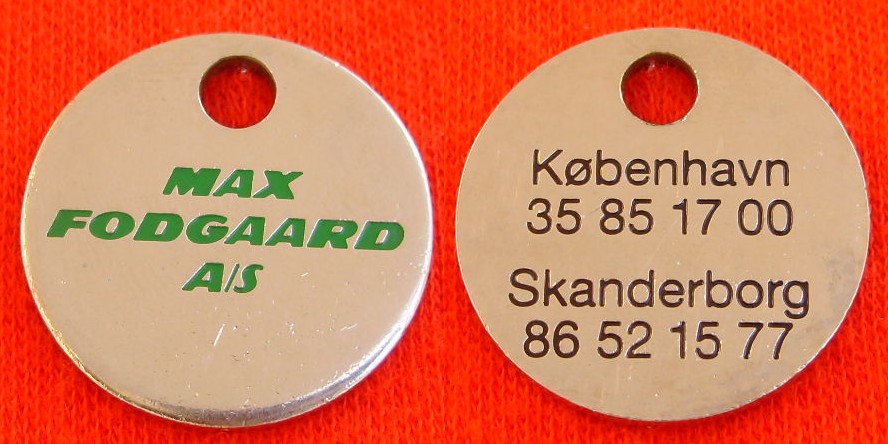 MAX
FODGAARD
A/S
København
35 85 17 00
Skanderborg
86 52 15 77